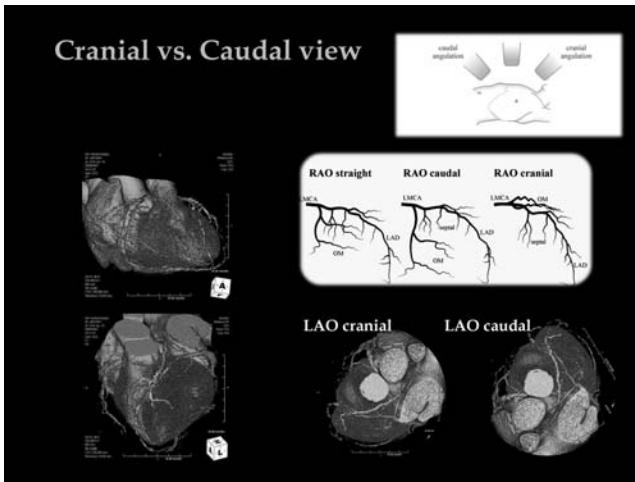 Cranial vs. Caudal view
caudal
angulation
cranial
angulation
RAO straight
RAO caudal
RAO cranial
LMCA
LAD
OM
LMCA
septal
LAD
OM
LMCA
OM
septal
LAD
A
L
LAO cranial
LAO caudal